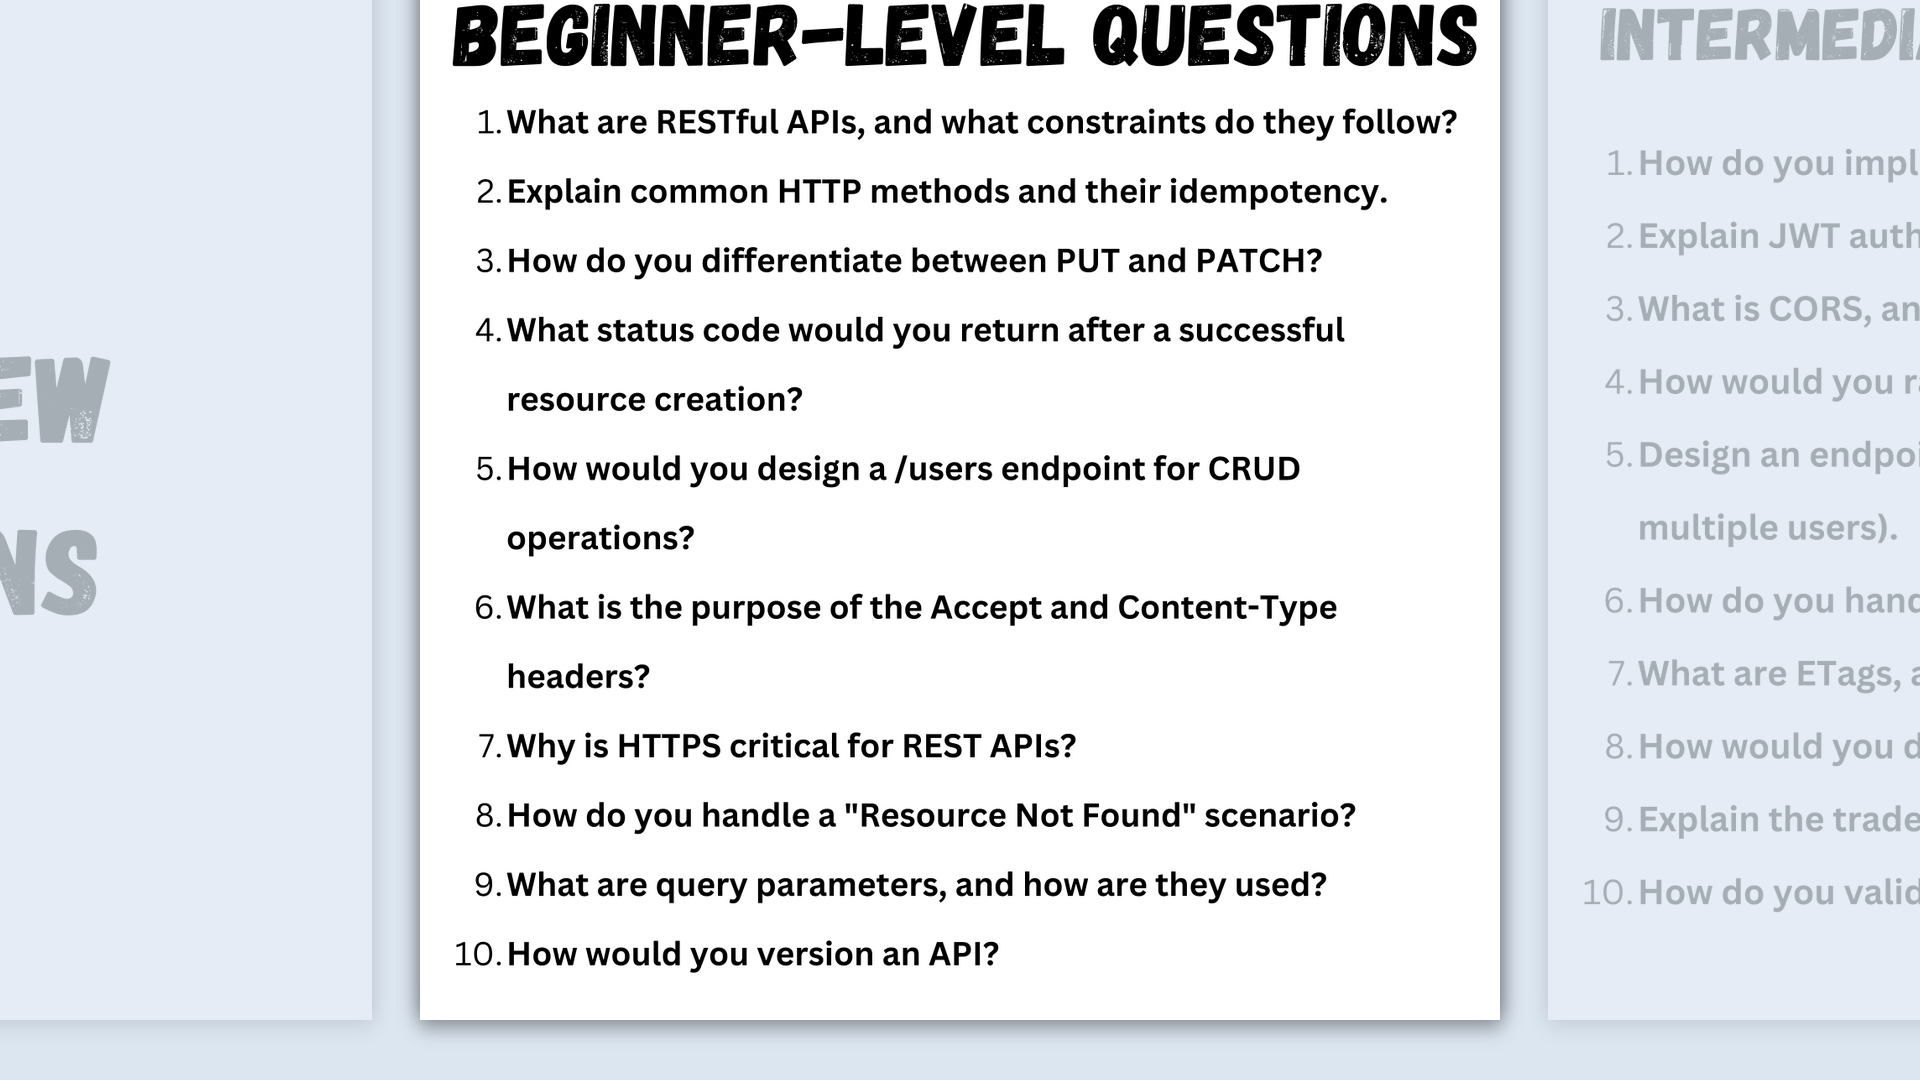 EW
NS
BEGINNER-LEVEL QUESTIONS
1. What are RESTful APIs, and what constraints do they follow?
2. Explain common HTTP methods and their idempotency.
3. How do you differentiate between PUT and PATCH?
4. What status code would you return after a successful
resource creation?
5. How would you design a /users endpoint for CRUD
operations?
6. What is the purpose of the Accept and Content-Type
headers?
7. Why is HTTPS critical for REST APIs?
8. How do you handle a "Resource Not Found" scenario?
9. What are query parameters, and how are they used?
10. How would you version an API?
INTERMEDI
1. How do you impl
2. Explain JWT auth
3. What is CORS, an
4. How would you ra
5. Design an endpoi
multiple users).
6. How do you hand
7. What are ETags, a
8. How would you d
9. Explain the trade
10. How do you valid